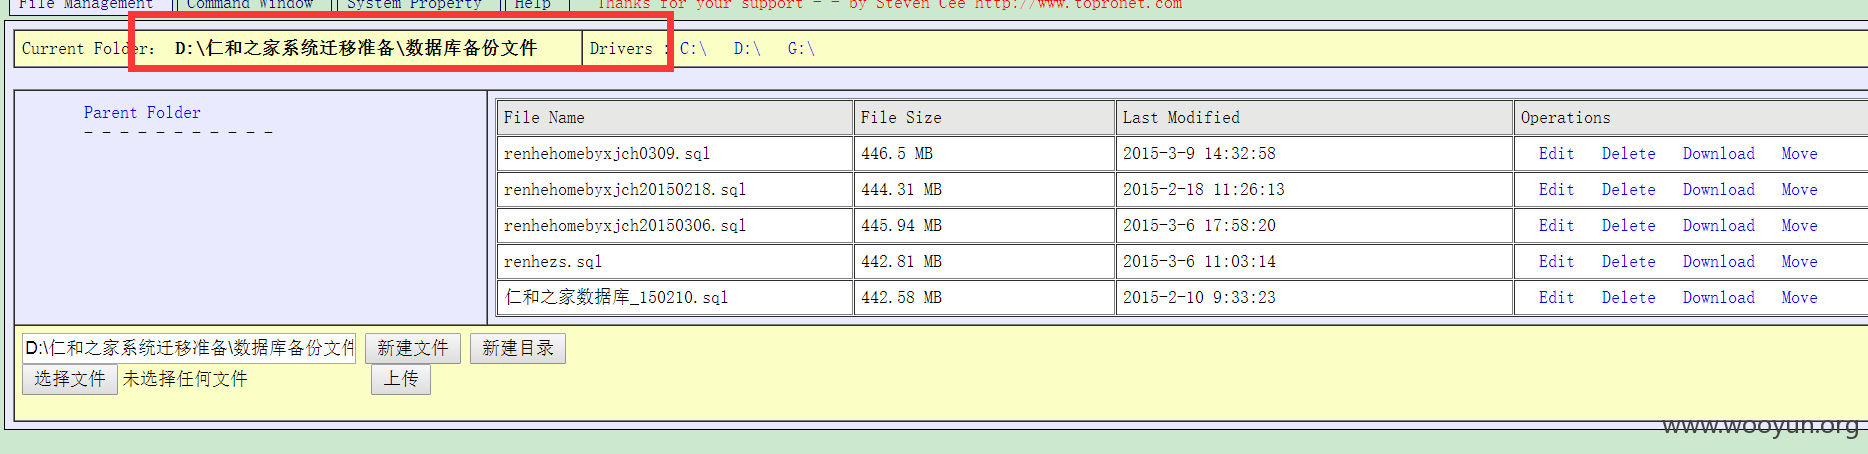 File Management Command Window System Property Help Thanks for your support - - by Steven Cee http://www.topronet.com
Current Folder: D:\仁和之家系统迁移准备\数据库备份文件 Drivers : C:\ D:\ G:\
Parent Folder
- - - - - - - - - - -
File Name File Size Last Modified Operations
renhehomebyxjch0309.sql 446.5 MB 2015-3-9 14:32:58 Edit Delete Download Move
renhehomebyxjch20150218.sql 444.31 MB 2015-2-18 11:26:13 Edit Delete Download Move
renhehomebyxjch20150306.sql 445.94 MB 2015-3-6 17:58:20 Edit Delete Download Move
renhezs.sql 442.81 MB 2015-3-6 11:03:14 Edit Delete Download Move
仁和之家数据库_150210.sql 442.58 MB 2015-2-10 9:33:23 Edit Delete Download Move
D:\仁和之家系统迁移准备\数据库备份文件 新建文件 新建目录
选择文件 未选择任何文件 上传
www.wooyun.org